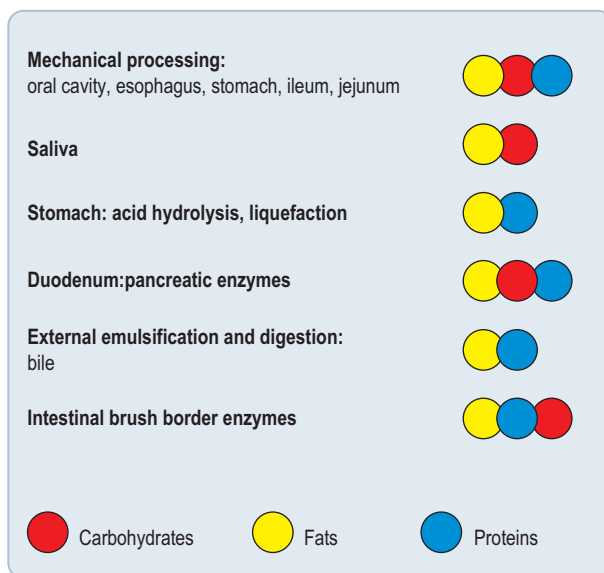 Mechanical processing:
oral cavity, esophagus, stomach, ileum, jejunum
Saliva
Stomach: acid hydrolysis, liquefaction
Duodenum:pancreatic enzymes
External emulsification and digestion:
bile
Intestinal brush border enzymes
Carbohydrates Fats Proteins